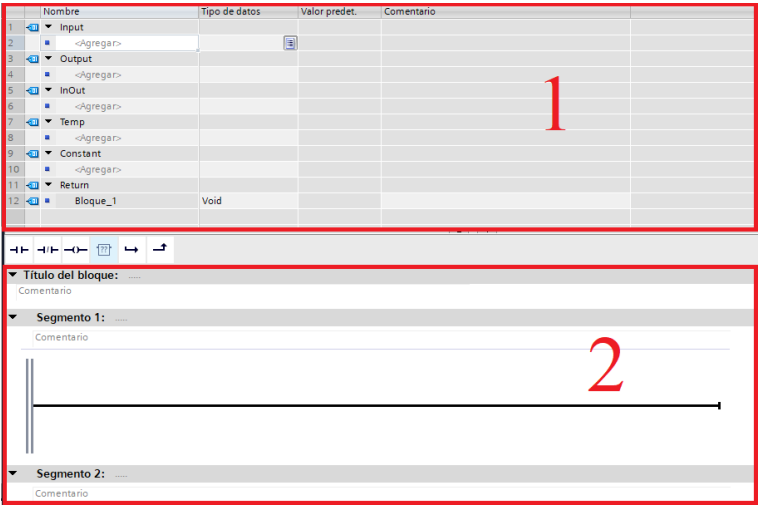 Nombre Tipo de datos Valor predet. Comentario
1 Input
2 <Agregar>
3 Output
4 <Agregar>
5 InOut
6 <Agregar>
7 Temp
8 <Agregar>
9 Constant
10 <Agregar>
11 Return
12 Bloque_1 Void
1
??
Título del bloque: .....
Comentario
Segmento 1: .....
Comentario
2
Segmento 2: .....
Comentario